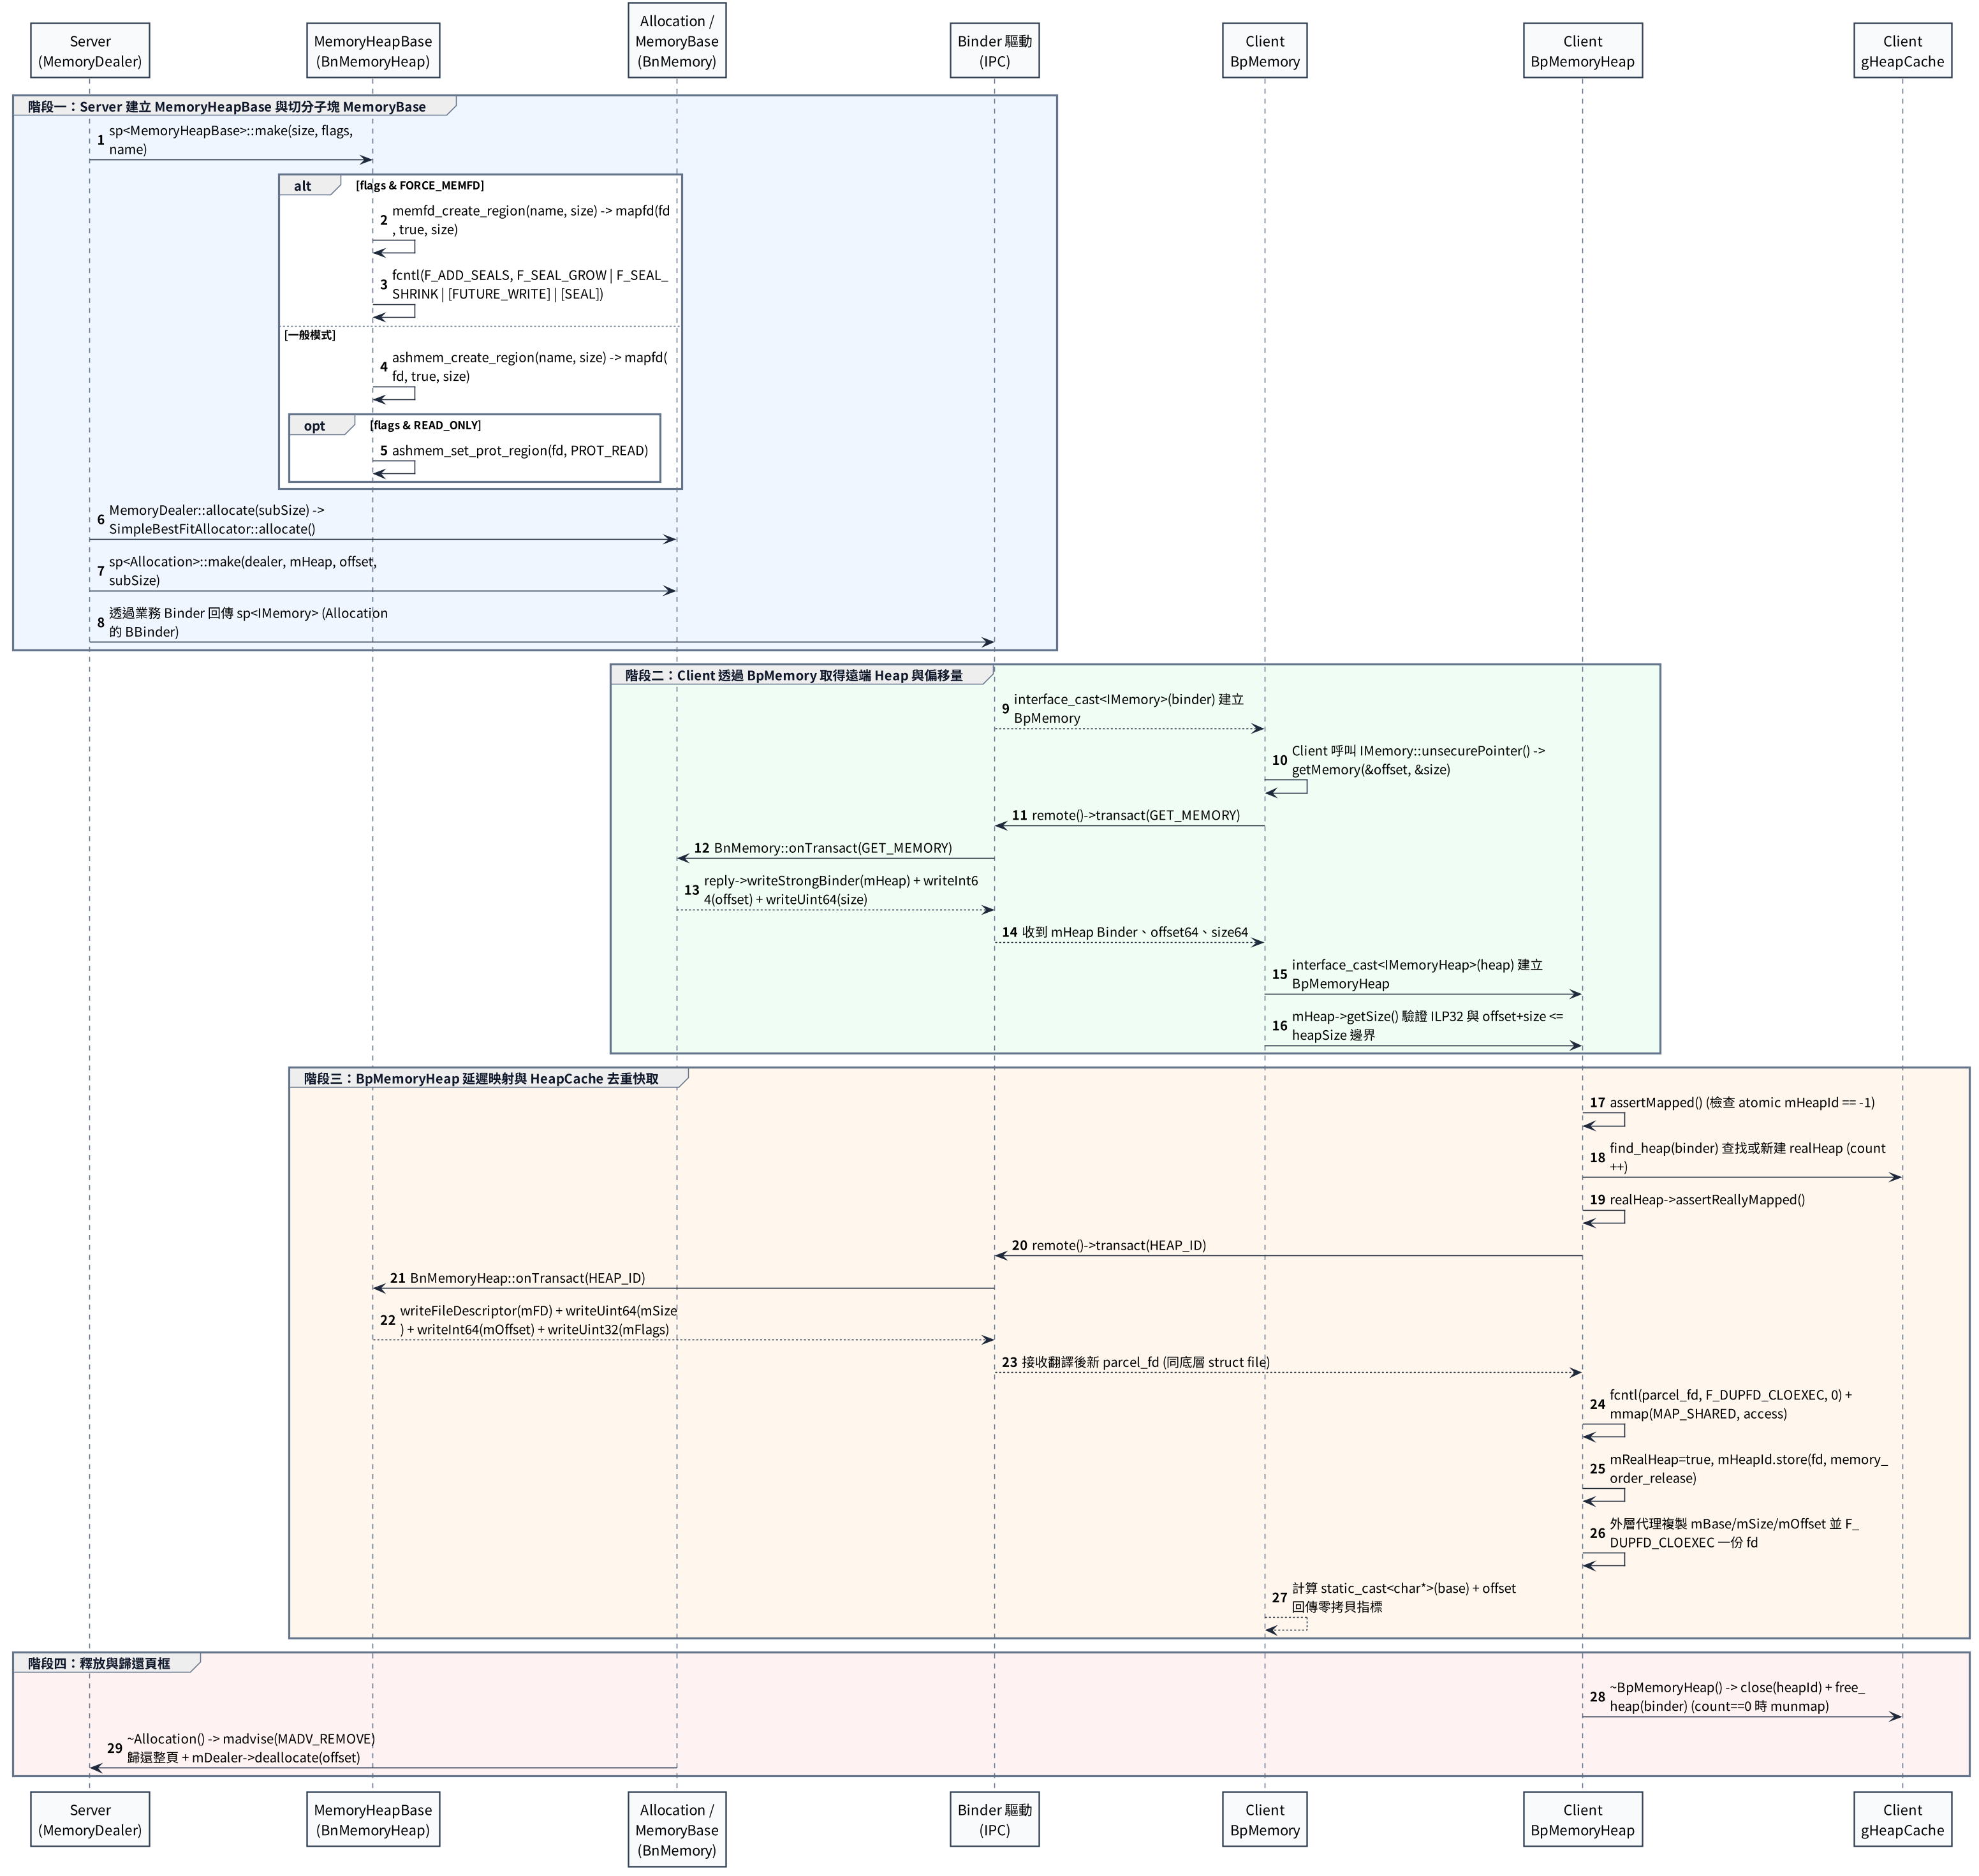 Server
(MemoryDealer)
MemoryHeapBase
(BnMemoryHeap)
Allocation /
MemoryBase
(BnMemory)
Binder 驅動
(IPC)
Client
BpMemory
Client
BpMemoryHeap
Client
gHeapCache
階段一：Server 建立 MemoryHeapBase 與切分子塊 MemoryBase
1 sp<MemoryHeapBase>::make(size, flags,
name)
alt [flags & FORCE_MEMFD]
2 memfd_create_region(name, size) -> mapfd(fd
, true, size)
3 fcntl(F_ADD_SEALS, F_SEAL_GROW | F_SEAL_
SHRINK | [FUTURE_WRITE] | [SEAL])
[一般模式]
4 ashmem_create_region(name, size) -> mapfd(
fd, true, size)
opt [flags & READ_ONLY]
5 ashmem_set_prot_region(fd, PROT_READ)
6 MemoryDealer::allocate(subSize) ->
SimpleBestFitAllocator::allocate()
7 sp<Allocation>::make(dealer, mHeap, offset,
subSize)
8 透過業務 Binder 回傳 sp<IMemory> (Allocation
的 BBinder)
階段二：Client 透過 BpMemory 取得遠端 Heap 與偏移量
9 interface_cast<IMemory>(binder) 建立
BpMemory
10 Client 呼叫 IMemory::unsecurePointer() ->
getMemory(&offset, &size)
11 remote()->transact(GET_MEMORY)
12 BnMemory::onTransact(GET_MEMORY)
13 reply->writeStrongBinder(mHeap) + writeInt6
4(offset) + writeUint64(size)
14 收到 mHeap Binder、offset64、size64
15 interface_cast<IMemoryHeap>(heap) 建立
BpMemoryHeap
16 mHeap->getSize() 驗證 ILP32 與 offset+size <=
heapSize 邊界
階段三：BpMemoryHeap 延遲映射與 HeapCache 去重快取
17 assertMapped() (檢查 atomic mHeapId == -1)
18 find_heap(binder) 查找或新建 realHeap (count
++)
19 realHeap->assertReallyMapped()
20 remote()->transact(HEAP_ID)
21 BnMemoryHeap::onTransact(HEAP_ID)
22 writeFileDescriptor(mFD) + writeUint64(mSize
) + writeInt64(mOffset) + writeUint32(mFlags)
23 接收翻譯後新 parcel_fd (同底層 struct file)
24 fcntl(parcel_fd, F_DUPFD_CLOEXEC, 0) +
mmap(MAP_SHARED, access)
25 mRealHeap=true, mHeapId.store(fd, memory_
order_release)
26 外層代理複製 mBase/mSize/mOffset 並 F_
DUPFD_CLOEXEC 一份 fd
27 計算 static_cast<char*>(base) + offset
回傳零拷貝指標
階段四：釋放與歸還頁框
28 ~BpMemoryHeap() -> close(heapId) + free_
heap(binder) (count==0 時 munmap)
29 ~Allocation() -> madvise(MADV_REMOVE)
歸還整頁 + mDealer->deallocate(offset)
Server
(MemoryDealer)
MemoryHeapBase
(BnMemoryHeap)
Allocation /
MemoryBase
(BnMemory)
Binder 驅動
(IPC)
Client
BpMemory
Client
BpMemoryHeap
Client
gHeapCache